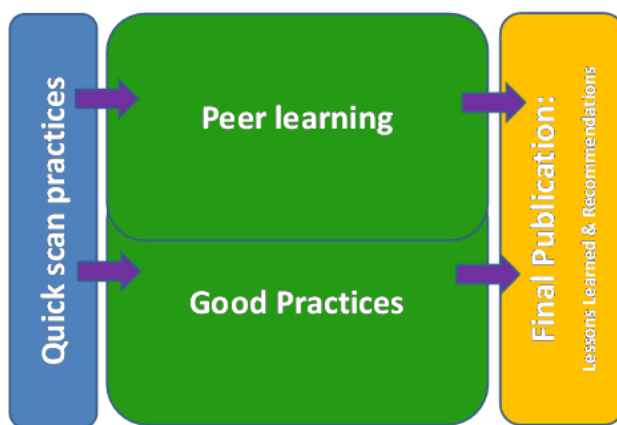 Quick scan practices
Peer learning
Good Practices
Final Publication:
Lessons Learned & Recommendations